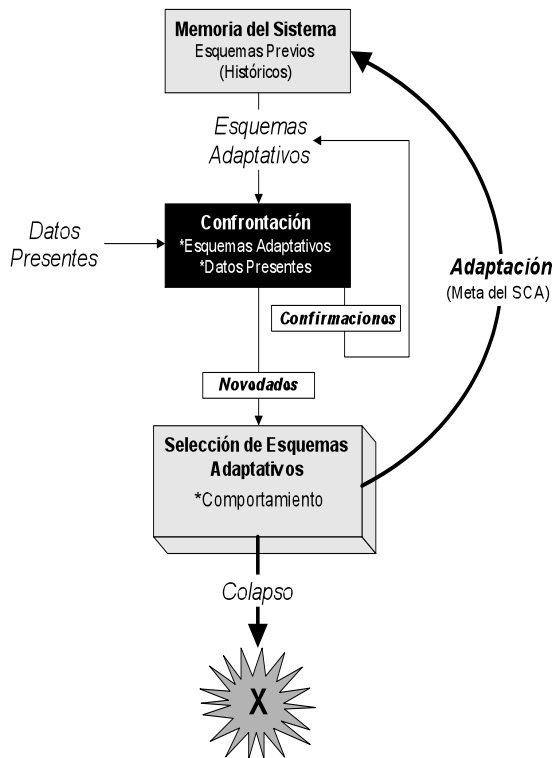 Memoria del Sistema
Esquemas Previos
(Históricos)
Esquemas
Adaptativos
Confrontación
*Esquemas Adaptativos
*Datos Presentes
Datos
Presentes
Confirmaciones
Adaptación
(Meta del SCA)
Novedades
Selección de Esquemas
Adaptativos
*Comportamiento
Colapso
X